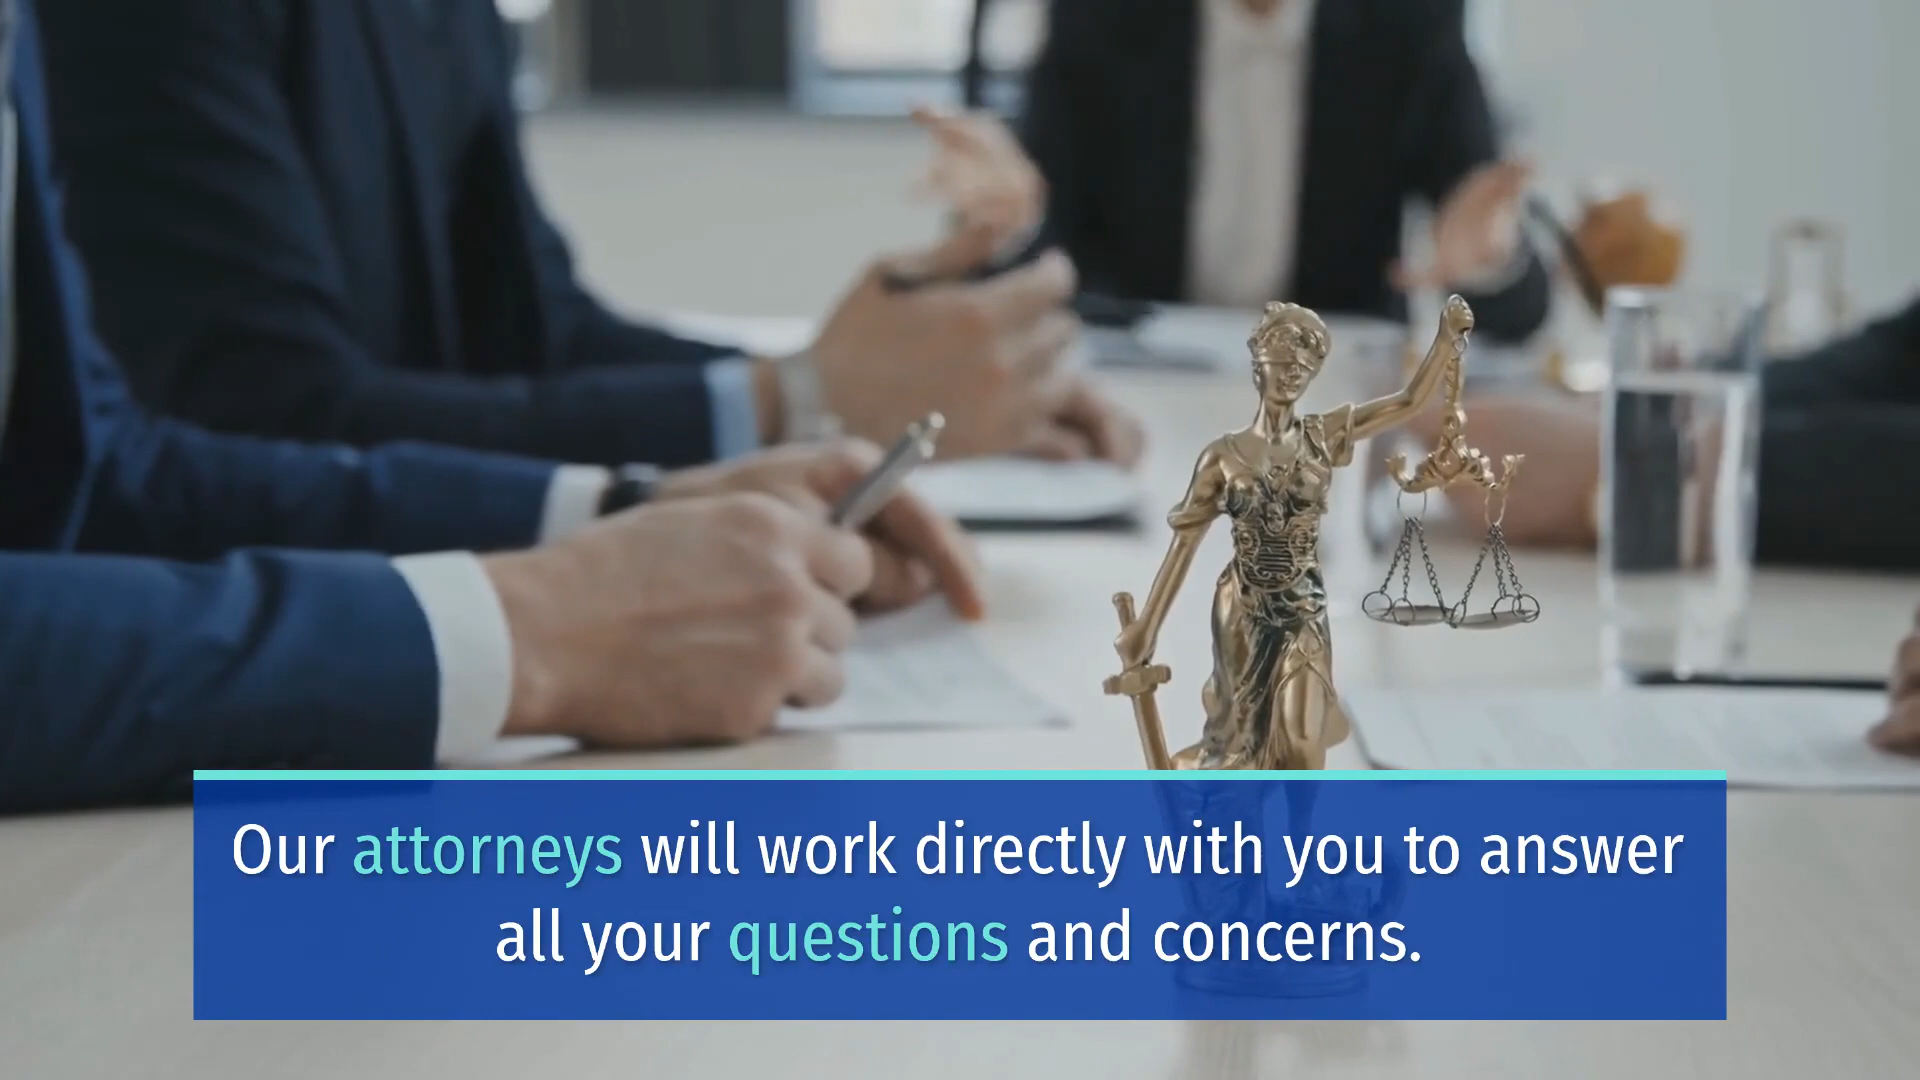 Our attorneys will work directly with you to answer
all your questions and concerns.